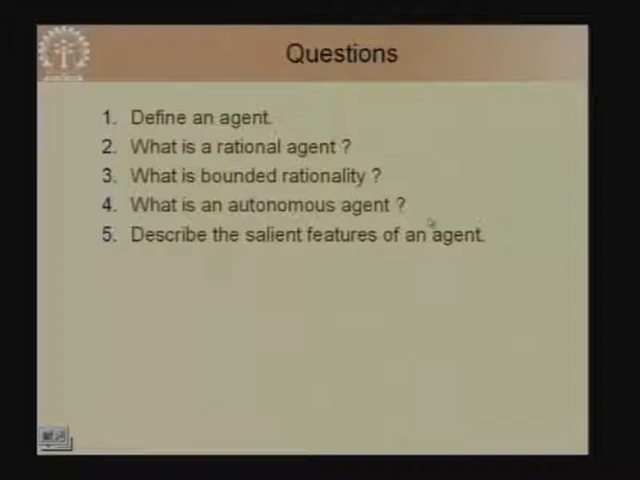 Questions
1. Define an agent.
2. What is a rational agent ?
3. What is bounded rationality ?
4. What is an autonomous agent ?
5. Describe the salient features of an agent.